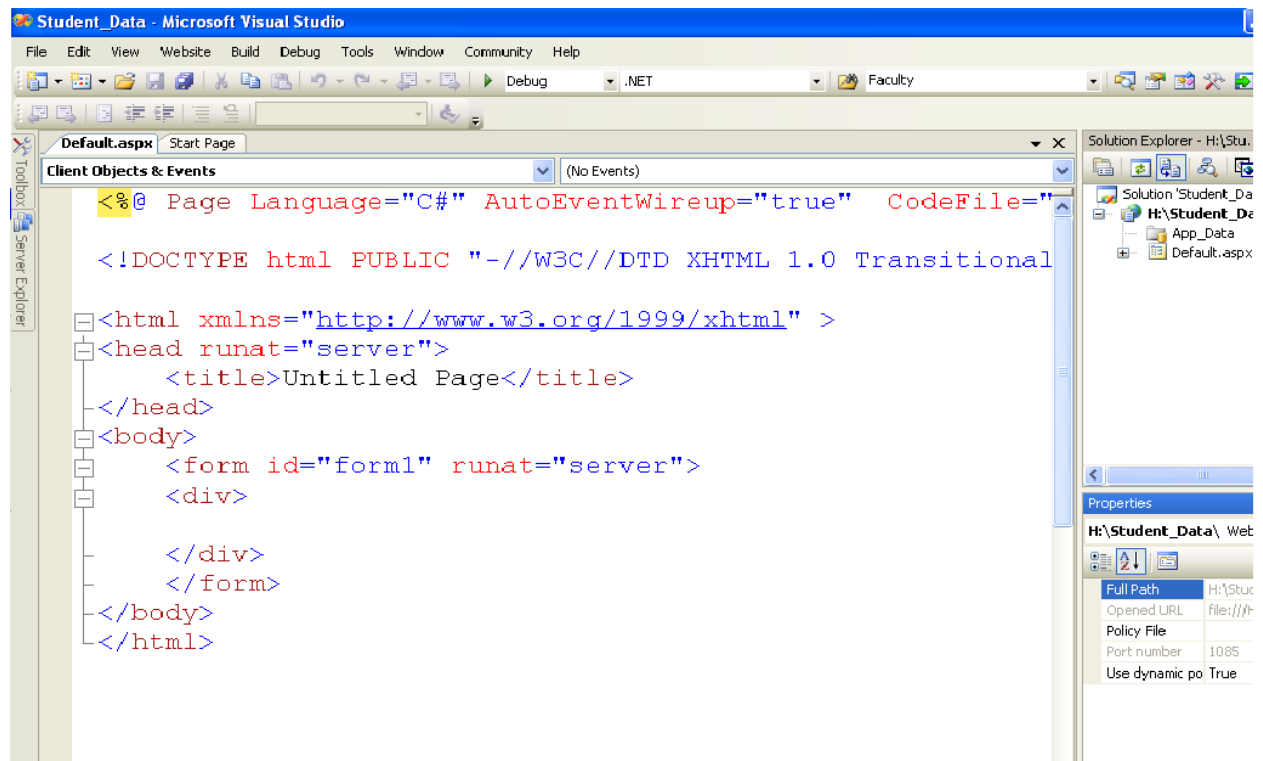 Student_Data - Microsoft Visual Studio
File Edit View Website Build Debug Tools Window Community Help
Debug .NET Faculty
Default.aspx Start Page
Client Objects & Events (No Events)
<%@ Page Language="C#" AutoEventWireup="true" CodeFile="
<!DOCTYPE html PUBLIC "-//W3C//DTD XHTML 1.0 Transitional
<html xmlns="http://www.w3.org/1999/xhtml" >
<head runat="server">
<title>Untitled Page</title>
</head>
<body>
<form id="form1" runat="server">
<div>
</div>
</form>
</body>
</html>
Toolbox
Server Explorer
Solution Explorer - H:\Stu.
Solution 'Student_Da
H:\Student_Da
App_Data
Default.aspx
Properties
H:\Student_Data\ Web
Full Path H:\Stud
Opened URL file:///H
Policy File
Port number 1085
Use dynamic po True